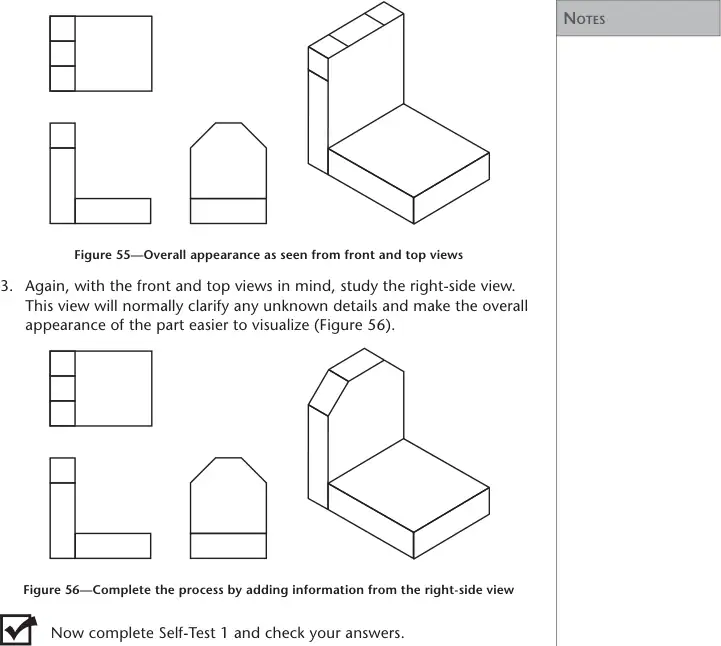 NOTES
Figure 55—Overall appearance as seen from front and top views
3. Again, with the front and top views in mind, study the right-side view.
This view will normally clarify any unknown details and make the overall
appearance of the part easier to visualize (Figure 56).
Figure 56—Complete the process by adding information from the right-side view
Now complete Self-Test 1 and check your answers.